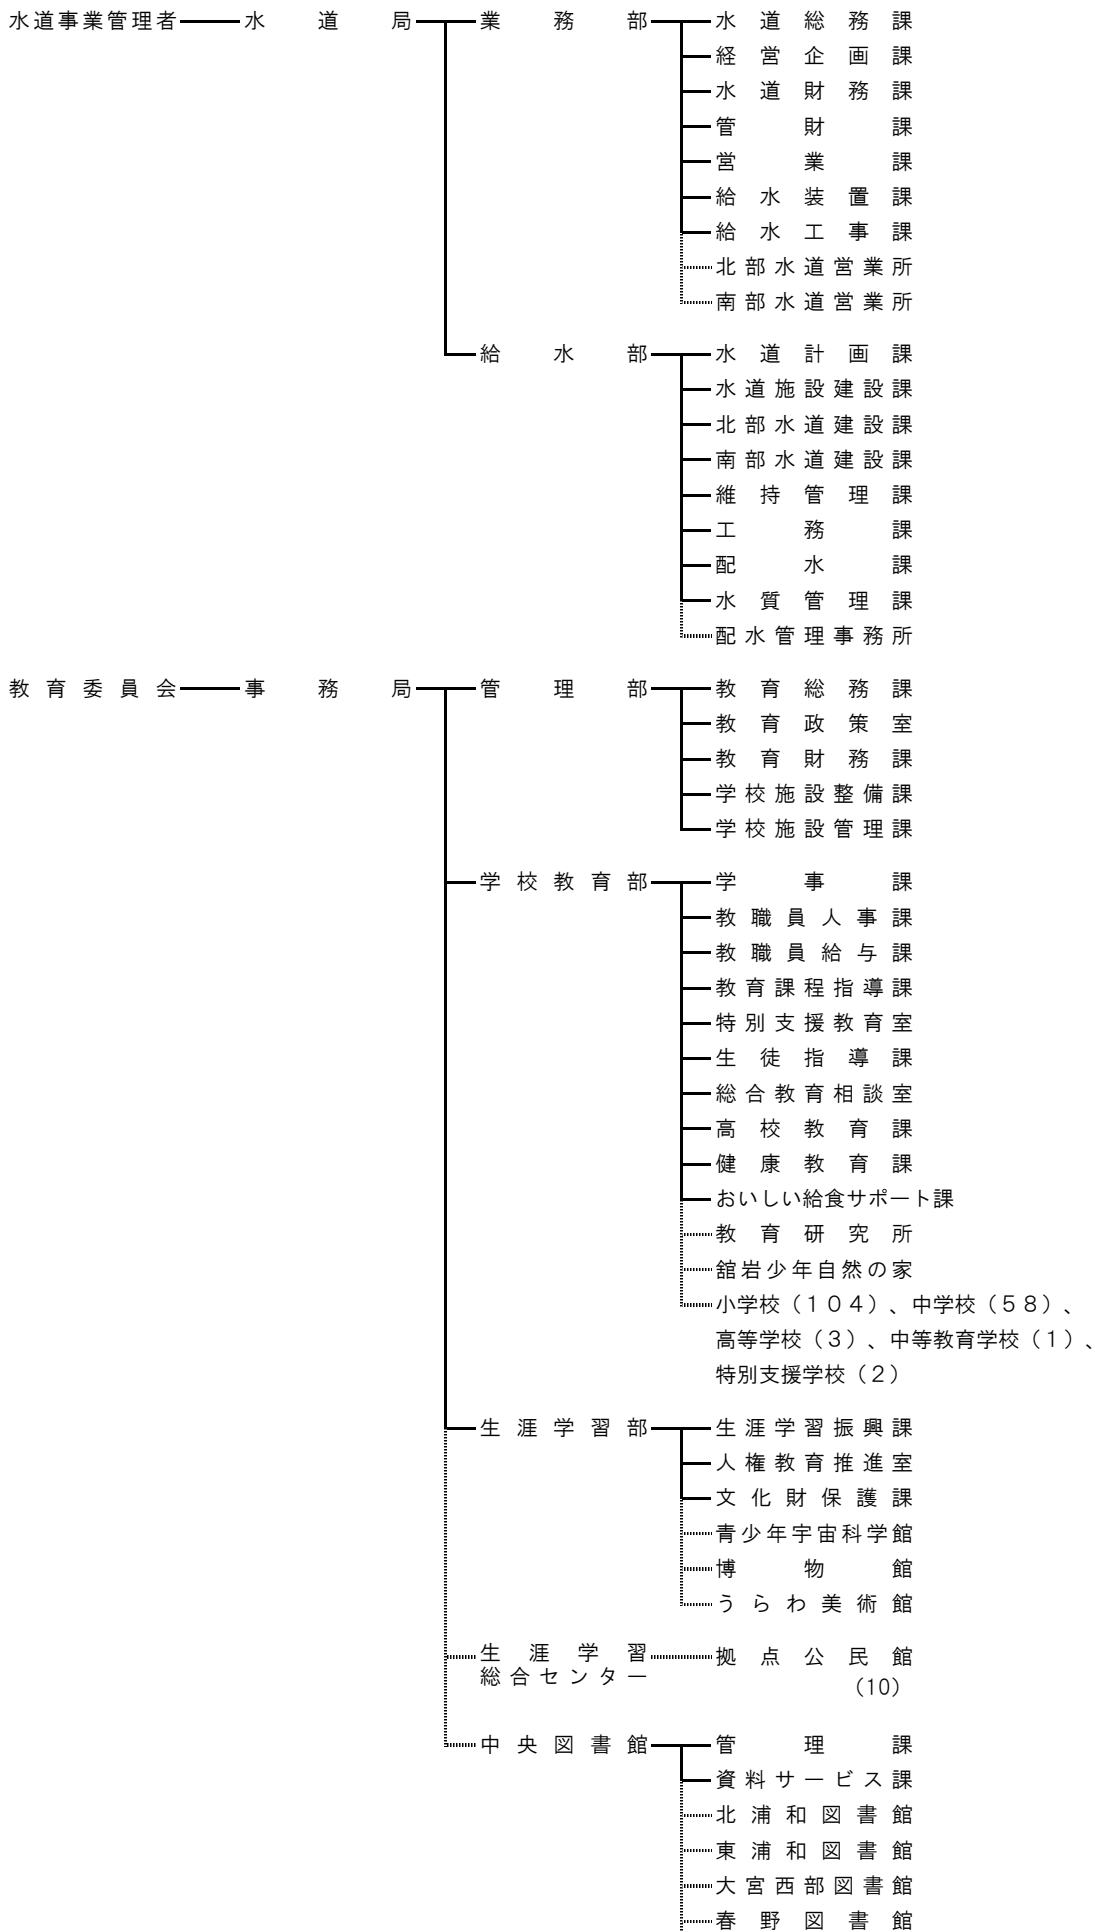 水道事業管理者 水道局 業務部 水道総務課
経営企画課
水道財務課
管財課
営業課
給水装置課
給水工事課
北部水道営業所
南部水道営業所
給水部 水道計画課
水道施設建設課
北部水道建設課
南部水道建設課
維持管理課
工務課
配水課
水質管理課
配水管理事務所
教育委員会 事務局 管理部 教育総務課
教育政策室
教育財務課
学校施設整備課
学校施設管理課
学校教育部 学事課
教職員人事課
教職員給与課
教育課程指導課
特別支援教育室
生徒指導課
総合教育相談室
高校教育課
健康教育課
おいしい給食サポート課
教育研究所
舘岩少年自然の家
小学校（１０４）、中学校（５８）、
高等学校（３）、中等教育学校（１）、
特別支援学校（２）
生涯学習部 生涯学習振興課
人権教育推進室
文化財保護課
青少年宇宙科学館
博物館
うらわ美術館
生涯学習
総合センター
拠点公民館
（10）
中央図書館 管理課
資料サービス課
北浦和図書館
東浦和図書館
大宮西部図書館
春野図書館